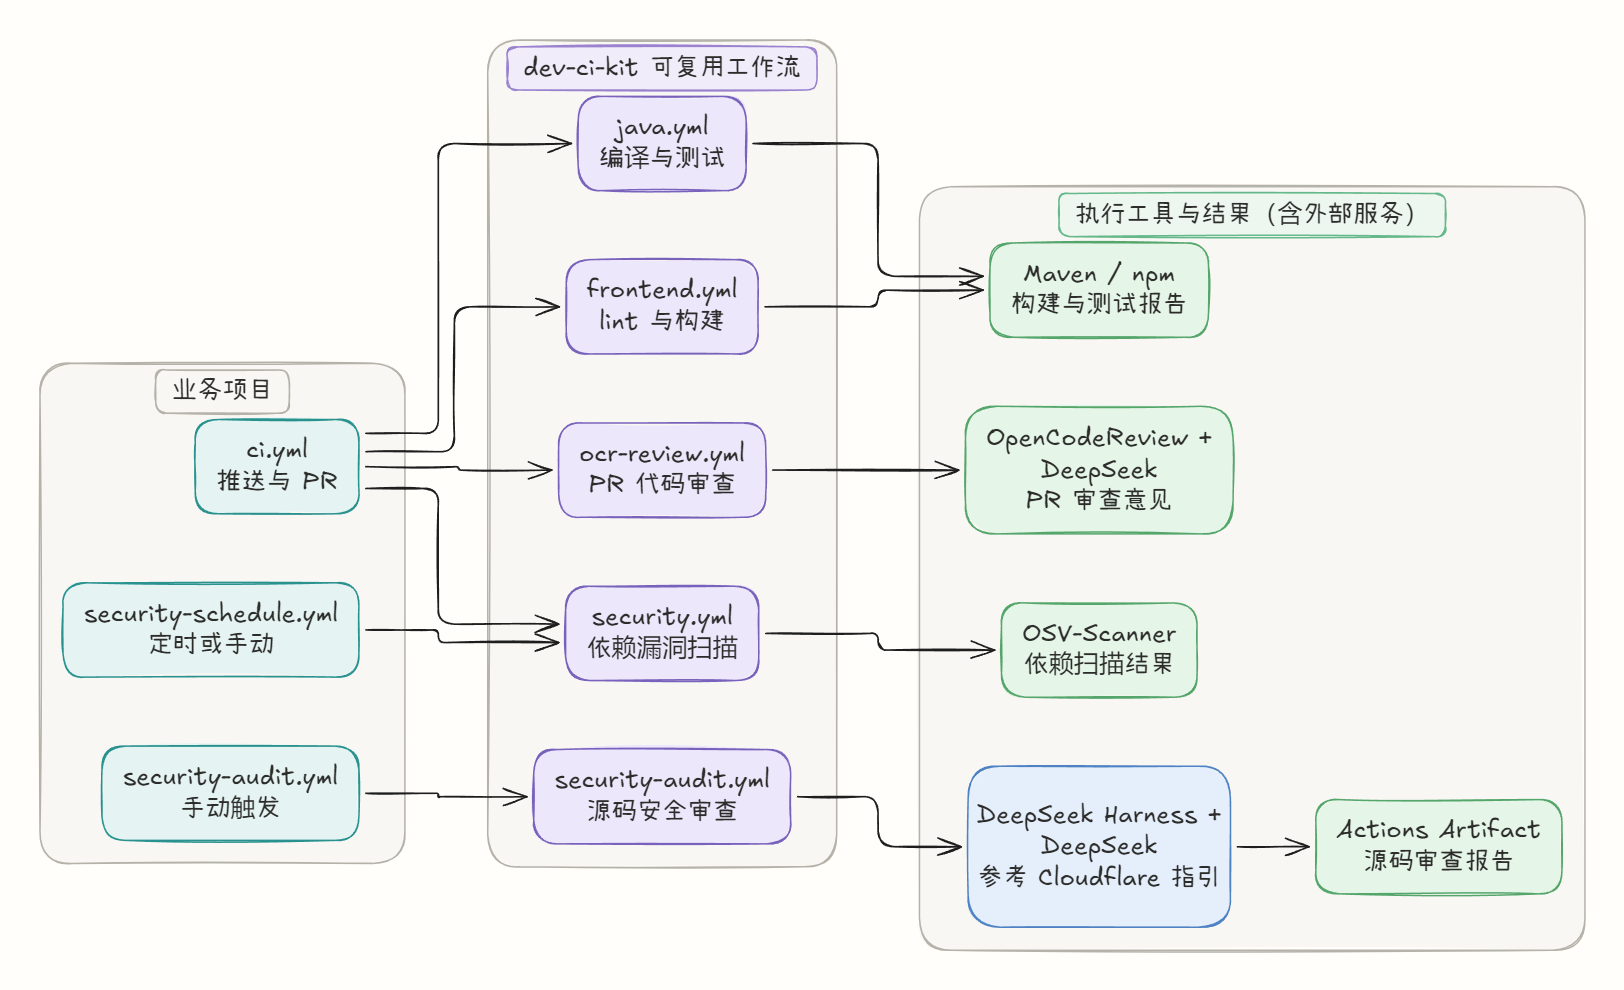 dev-ci-kit 可复用工作流
java.yml
编译与测试
frontend.yml
lint 与构建
ocr-review.yml
PR 代码审查
security.yml
依赖漏洞扫描
security-audit.yml
源码安全审查
业务项目
ci.yml
推送与 PR
security-schedule.yml
定时或手动
security-audit.yml
手动触发
执行工具与结果（含外部服务）
Maven / npm
构建与测试报告
OpenCodeReview +
DeepSeek
PR 审查意见
OSV-Scanner
依赖扫描结果
DeepSeek Harness +
DeepSeek
参考 Cloudflare 指引
Actions Artifact
源码审查报告